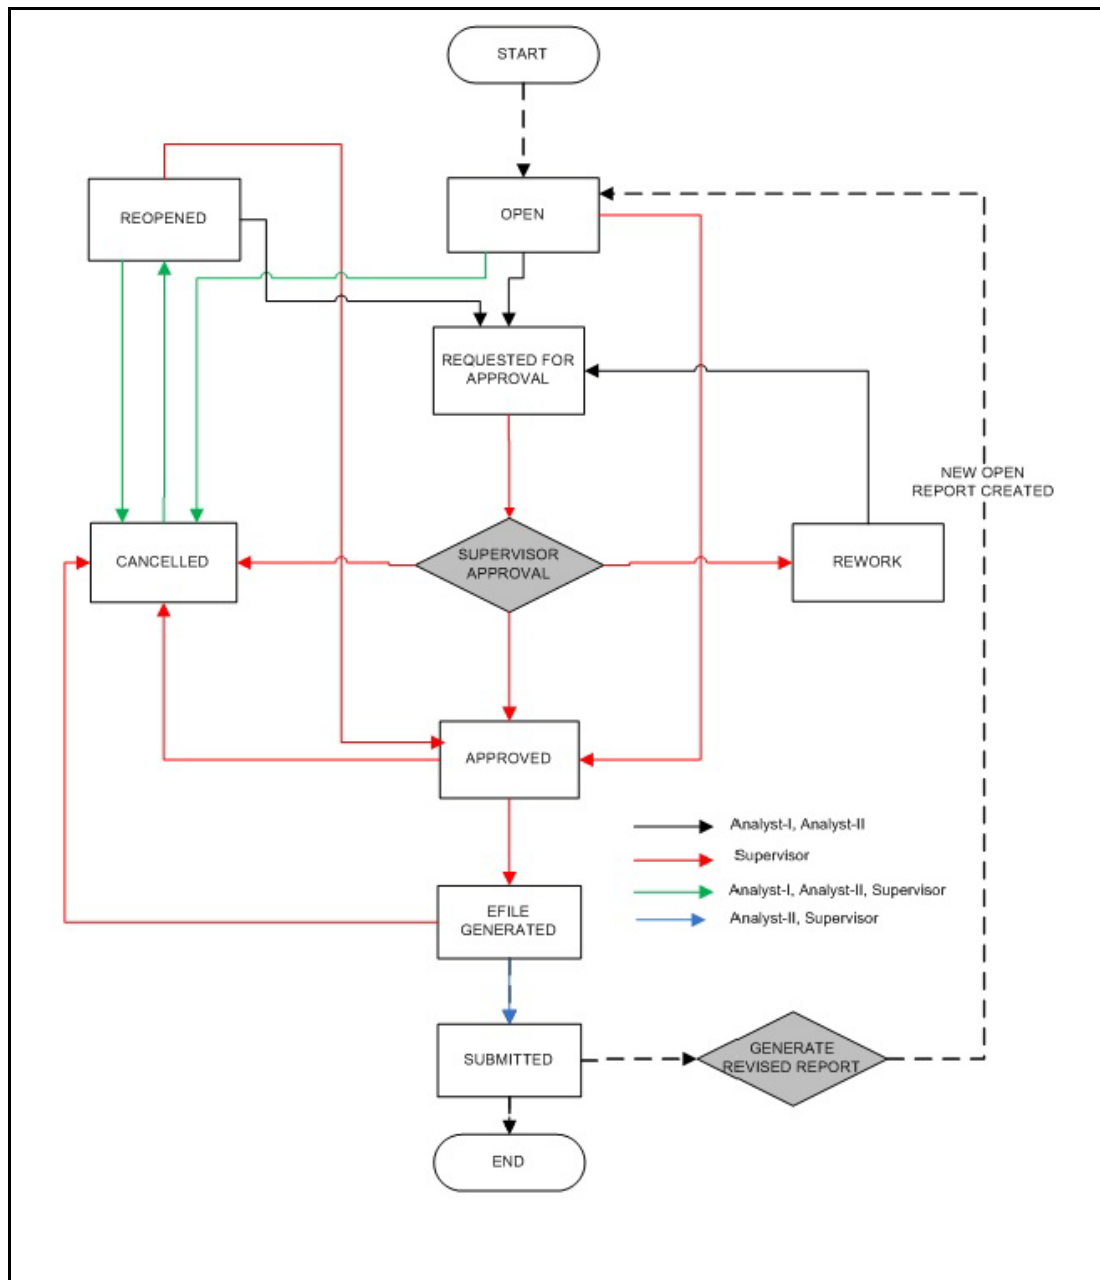 START
REOPENED
OPEN
REQUESTED FOR
APPROVAL
NEW OPEN
REPORT CREATED
CANCELLED
SUPERVISOR
APPROVAL
REWORK
APPROVED
Analyst-I, Analyst-II
Supervisor
Analyst-I, Analyst-II, Supervisor
Analyst-II, Supervisor
EFILE
GENERATED
SUBMITTED
GENERATE
REVISED REPORT
END